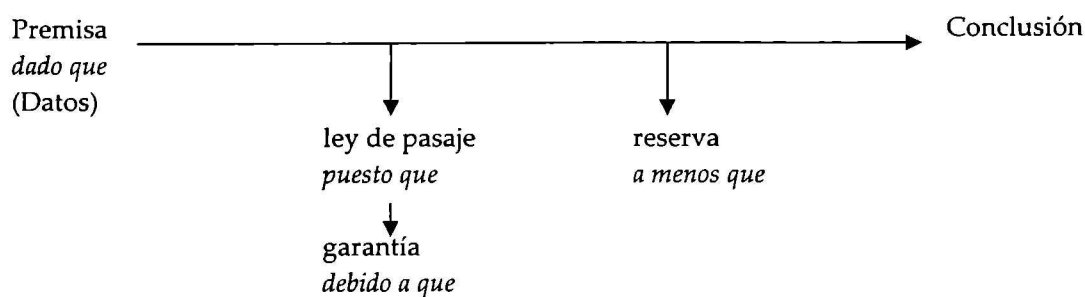 Premisa
Conclusión
dado que
(Datos)
ley de pasaje
reserva
puesto que
a menos que
garantía
debido a que